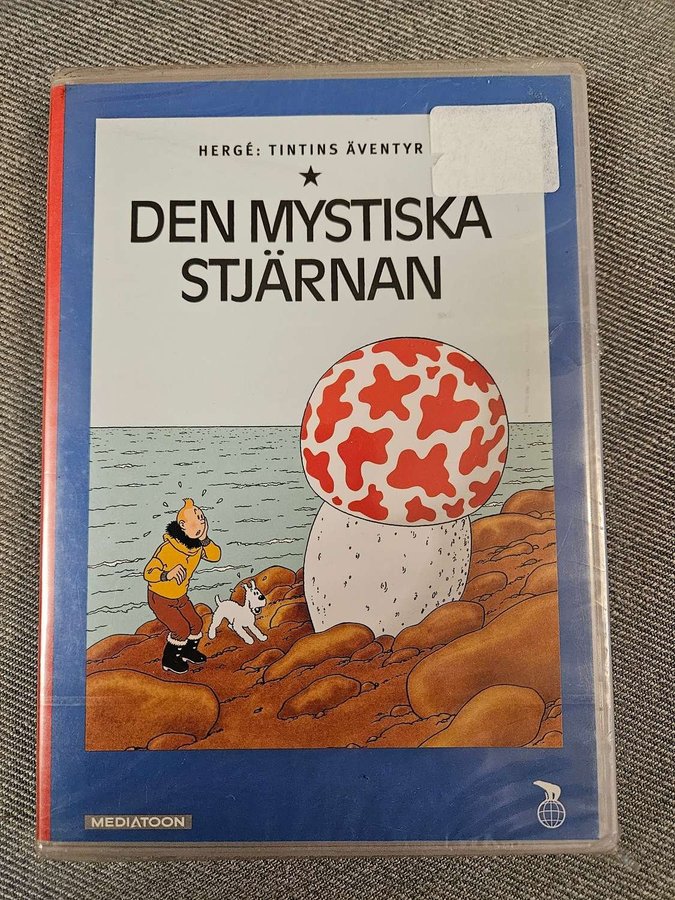 HERGÉ: TINTINS ÄVENTYR
DEN MYSTISKA
STJÄRNAN
MEDIATOON